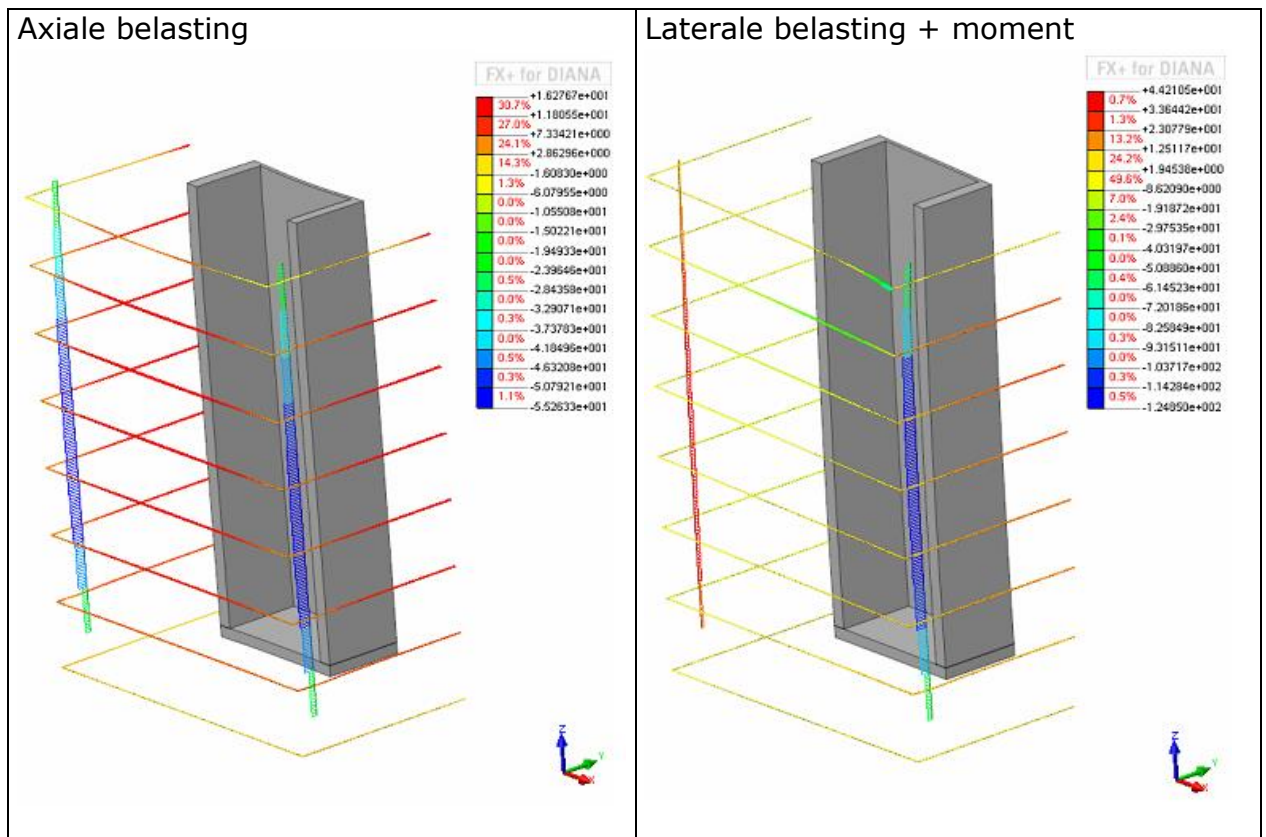 Axiale belasting
FX+ for DIANA
+1.62767e+001
30.7%
+1.18055e+001
27.0%
+7.33421e+000
24.1%
+2.86296e+000
14.3%
-1.60830e+000
1.3%
-6.07955e+000
0.0%
-1.05508e+001
0.0%
-1.50221e+001
0.0%
-1.94933e+001
0.0%
-2.39646e+001
0.5%
-2.84358e+001
0.0%
-3.29071e+001
0.3%
-3.73783e+001
0.0%
-4.18496e+001
0.5%
-4.63208e+001
0.3%
-5.07921e+001
1.1%
-5.52633e+001
Z
Y
X
Laterale belasting + moment
FX+ for DIANA
+4.42105e+001
0.7%
+3.36442e+001
1.3%
+2.30779e+001
13.2%
+1.25117e+001
24.2%
+1.94538e+000
49.6%
-8.62090e+000
7.0%
-1.91872e+001
2.4%
-2.97535e+001
0.1%
-4.03197e+001
0.0%
-5.08860e+001
0.4%
-6.14523e+001
0.0%
-7.20186e+001
0.0%
-8.25849e+001
0.3%
-9.31511e+001
0.0%
-1.03717e+002
0.3%
-1.14284e+002
0.5%
-1.24850e+002
Z
Y
X